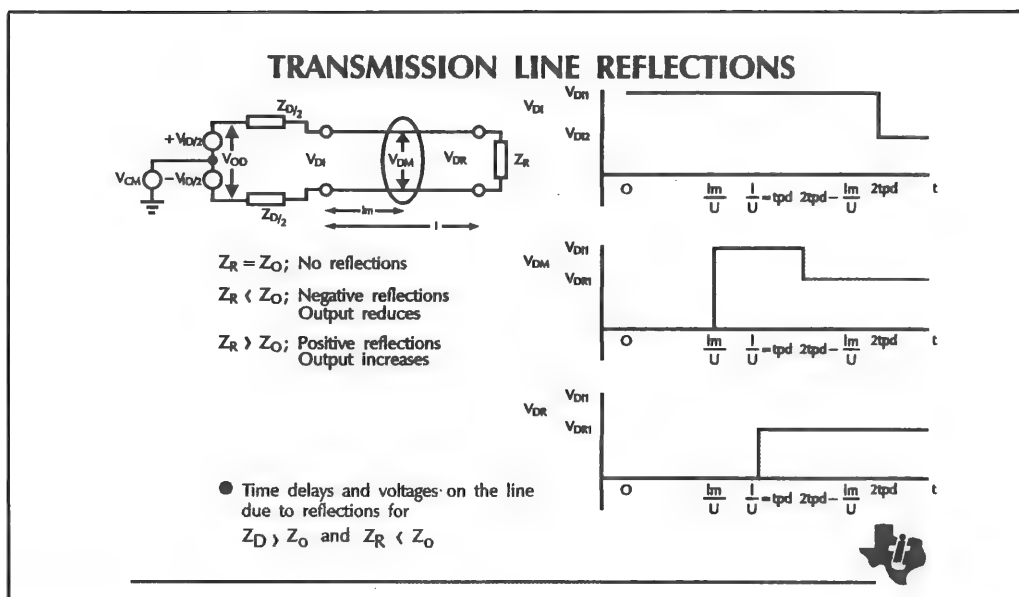 TRANSMISSION LINE REFLECTIONS
Z_D/2
+V_ID/2
V_OD
V_DI
V_DM
V_DR
Z_R
V_CM
-V_ID/2
Z_D/2
lm
l
Z_R = Z_O; No reflections
Z_R < Z_O; Negative reflections
Output reduces
Z_R > Z_O; Positive reflections
Output increases
● Time delays and voltages on the line
due to reflections for
Z_D > Z_O and Z_R < Z_O
V_DI
V_DI1
V_DI2
O lm/U l/U = tpd 2tpd - lm/U 2tpd t
V_DM
V_DI1
V_DR1
O lm/U l/U = tpd 2tpd - lm/U 2tpd t
V_DR
V_DI1
V_DR1
O lm/U l/U = tpd 2tpd - lm/U 2tpd t